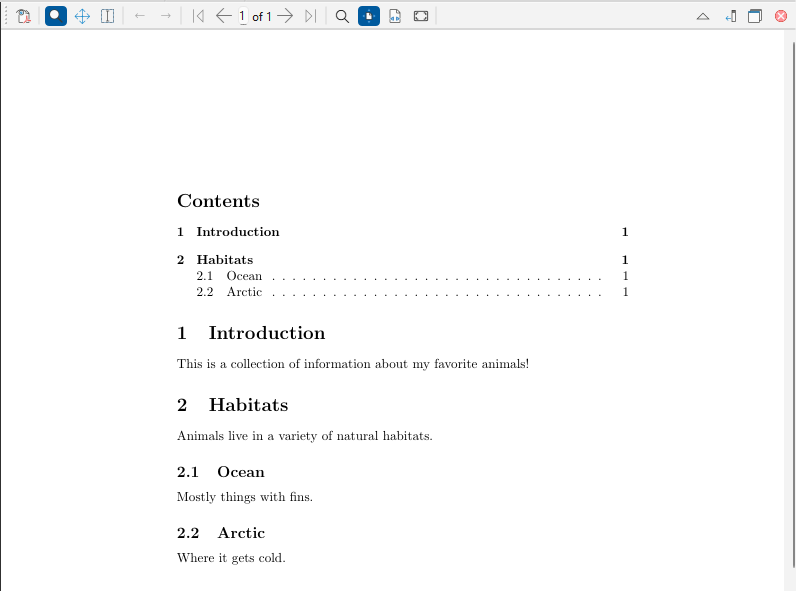 1 of 1
Contents
1 Introduction 1
2 Habitats 1
2.1 Ocean . . . . . . . . . . . . . . . . . . . . . . . . . . . . . . . . . 1
2.2 Arctic . . . . . . . . . . . . . . . . . . . . . . . . . . . . . . . . . 1
1 Introduction
This is a collection of information about my favorite animals!
2 Habitats
Animals live in a variety of natural habitats.
2.1 Ocean
Mostly things with fins.
2.2 Arctic
Where it gets cold.